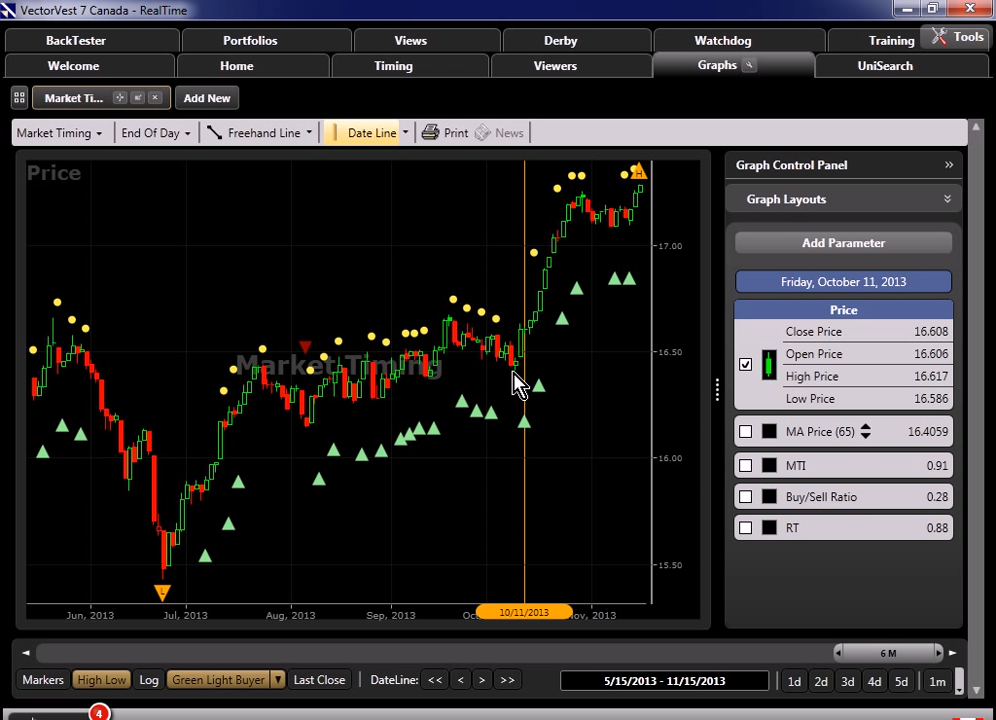 VectorVest 7 Canada - RealTime
BackTester Portfolios Views Derby Watchdog Training Tools
Welcome Home Timing Viewers Graphs UniSearch
Market Ti... Add New
Market Timing End Of Day Freehand Line Date Line Print News
Price
Market Timing
17.00
16.50
16.00
15.50
H
L
Jun, 2013 Jul, 2013 Aug, 2013 Sep, 2013 Oct 10/11/2013 Nov, 2013
Graph Control Panel
Graph Layouts
Add Parameter
Friday, October 11, 2013
Price
Close Price 16.608
Open Price 16.606
High Price 16.617
Low Price 16.586
MA Price (65) 16.4059
MTI 0.91
Buy/Sell Ratio 0.28
RT 0.88
6 M
Markers High Low Log Green Light Buyer Last Close DateLine: << < > >> 5/15/2013 - 11/15/2013 1d 2d 3d 4d 5d 1m
4